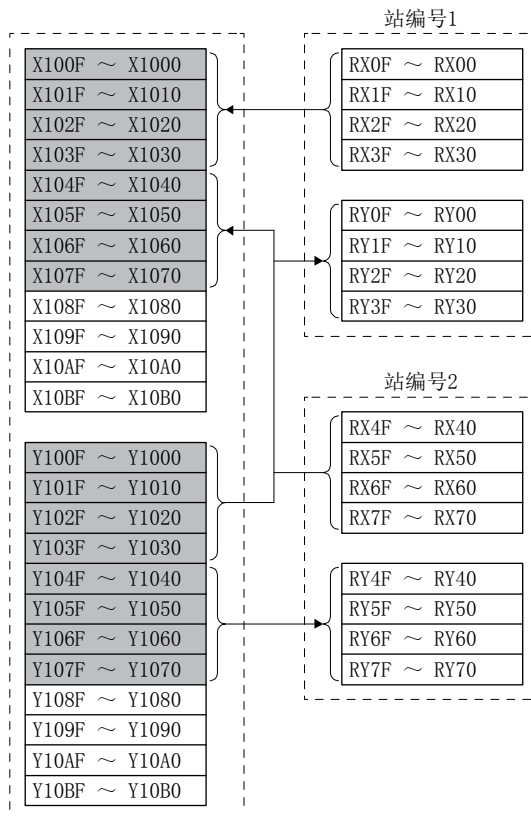 站编号1
X100F ～ X1000
X101F ～ X1010
X102F ～ X1020
X103F ～ X1030
X104F ～ X1040
X105F ～ X1050
X106F ～ X1060
X107F ～ X1070
X108F ～ X1080
X109F ～ X1090
X10AF ～ X10A0
X10BF ～ X10B0
Y100F ～ Y1000
Y101F ～ Y1010
Y102F ～ Y1020
Y103F ～ Y1030
Y104F ～ Y1040
Y105F ～ Y1050
Y106F ～ Y1060
Y107F ～ Y1070
Y108F ～ Y1080
Y109F ～ Y1090
Y10AF ～ Y10A0
Y10BF ～ Y10B0
RX0F ～ RX00
RX1F ～ RX10
RX2F ～ RX20
RX3F ～ RX30
RY0F ～ RY00
RY1F ～ RY10
RY2F ～ RY20
RY3F ～ RY30
站编号2
RX4F ～ RX40
RX5F ～ RX50
RX6F ～ RX60
RX7F ～ RX70
RY4F ～ RY40
RY5F ～ RY50
RY6F ～ RY60
RY7F ～ RY70